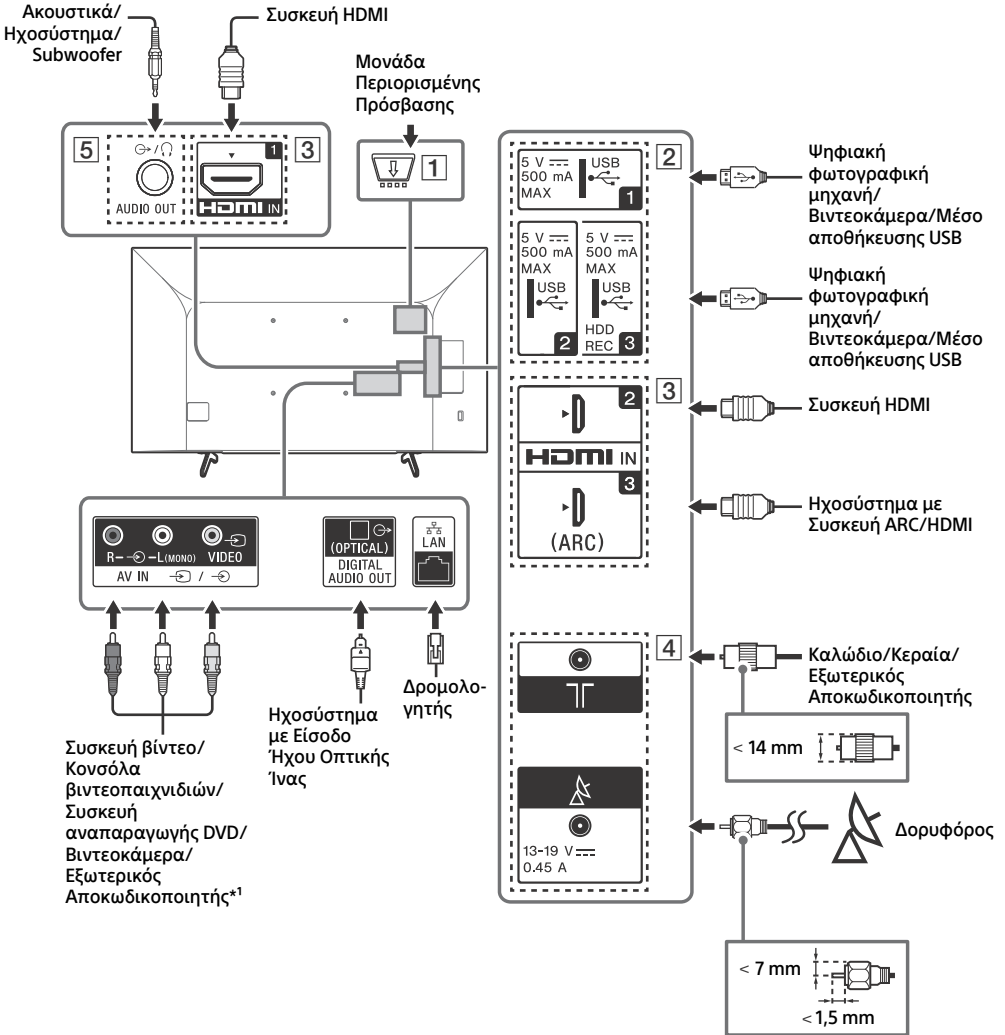 Ακουστικά/
Ηχοσύστημα/
Subwoofer
Συσκευή HDMI
Μονάδα
Περιορισμένης
Πρόσβασης
5
AUDIO OUT
1
HDMI IN
3
1
5 V
500 mA
MAX
USB
1
2
Ψηφιακή
φωτογραφική
μηχανή/
Βιντεοκάμερα/Μέσο
αποθήκευσης USB
5 V
500 mA
MAX
USB
2
5 V
500 mA
MAX
USB
HDD
REC 3
Ψηφιακή
φωτογραφική
μηχανή/
Βιντεοκάμερα/Μέσο
αποθήκευσης USB
2
HDMI IN
3
(ARC)
3
Συσκευή HDMI
Ηχοσύστημα με
Συσκευή ARC/HDMI
R– –L(MONO) VIDEO
AV IN /
(OPTICAL)
DIGITAL
AUDIO OUT
LAN
Συσκευή βίντεο/
Κονσόλα
βιντεοπαιχνιδιών/
Συσκευή
αναπαραγωγής DVD/
Βιντεοκάμερα/
Εξωτερικός
Αποκωδικοποιητής*1
Ηχοσύστημα
με Είσοδο
Ήχου Οπτικής
Ίνας
Δρομολο-
γητής
4
Καλώδιο/Κεραία/
Εξωτερικός
Αποκωδικοποιητής
< 14 mm
13-19 V
0.45 A
Δορυφόρος
< 7 mm
< 1,5 mm